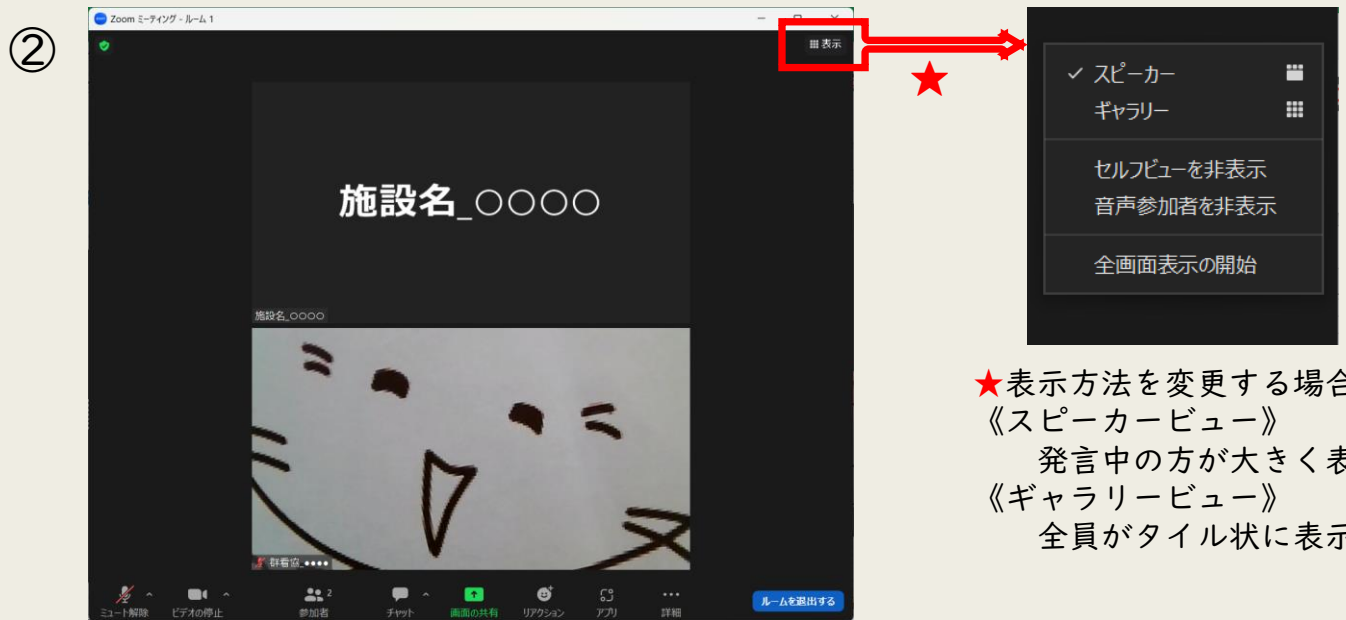 ②
Zoom ミーティング - ルーム 1
表示
施設名_○○○○
施設名_○○○○
群看協_●●●●
ミュート解除
ビデオの停止
参加者 2
チャット
画面の共有
リアクション
アプリ
詳細
ルームを退出する
★
スピーカー
ギャラリー
セルフビューを非表示
音声参加者を非表示
全画面表示の開始
★表示方法を変更する場合
《スピーカービュー》
発言中の方が大きく表
《ギャラリービュー》
全員がタイル状に表示